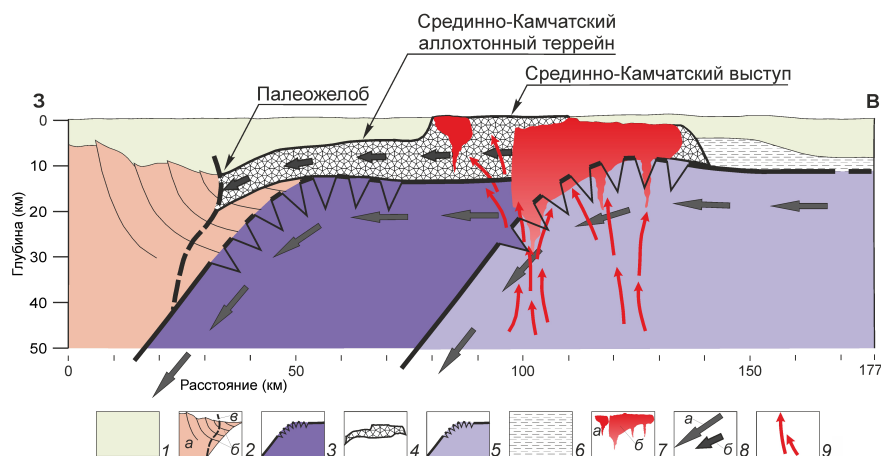 Срединно-Камчатский
аллохтонный террейн
Срединно-Камчатский выступ
Палеожелоб
З
В
0
10
20
30
40
50
Глубина (км)
0
50
100
150
177
Расстояние (км)
1
а
б
в
2
3
4
5
6
а
б
7
а
б
8
9